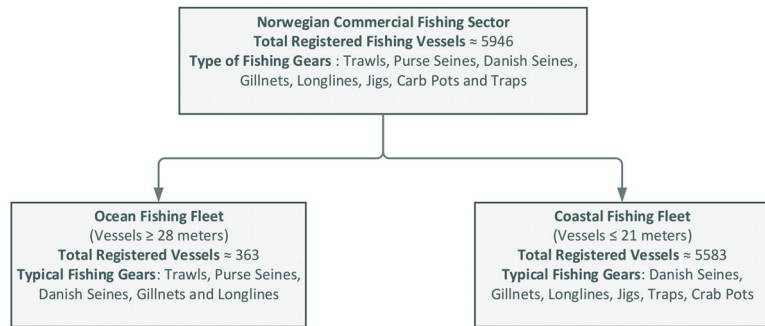 Norwegian Commercial Fishing Sector
Total Registered Fishing Vessels ≈ 5946
Type of Fishing Gears : Trawls, Purse Seines, Danish Seines,
Gillnets, Longlines, Jigs, Carb Pots and Traps
Ocean Fishing Fleet
(Vessels ≥ 28 meters)
Total Registered Vessels ≈ 363
Typical Fishing Gears: Trawls, Purse Seines,
Danish Seines, Gillnets and Longlines
Coastal Fishing Fleet
(Vessels ≤ 21 meters)
Total Registered Vessels ≈ 5583
Typical Fishing Gears: Danish Seines,
Gillnets, Longlines, Jigs, Traps, Crab Pots